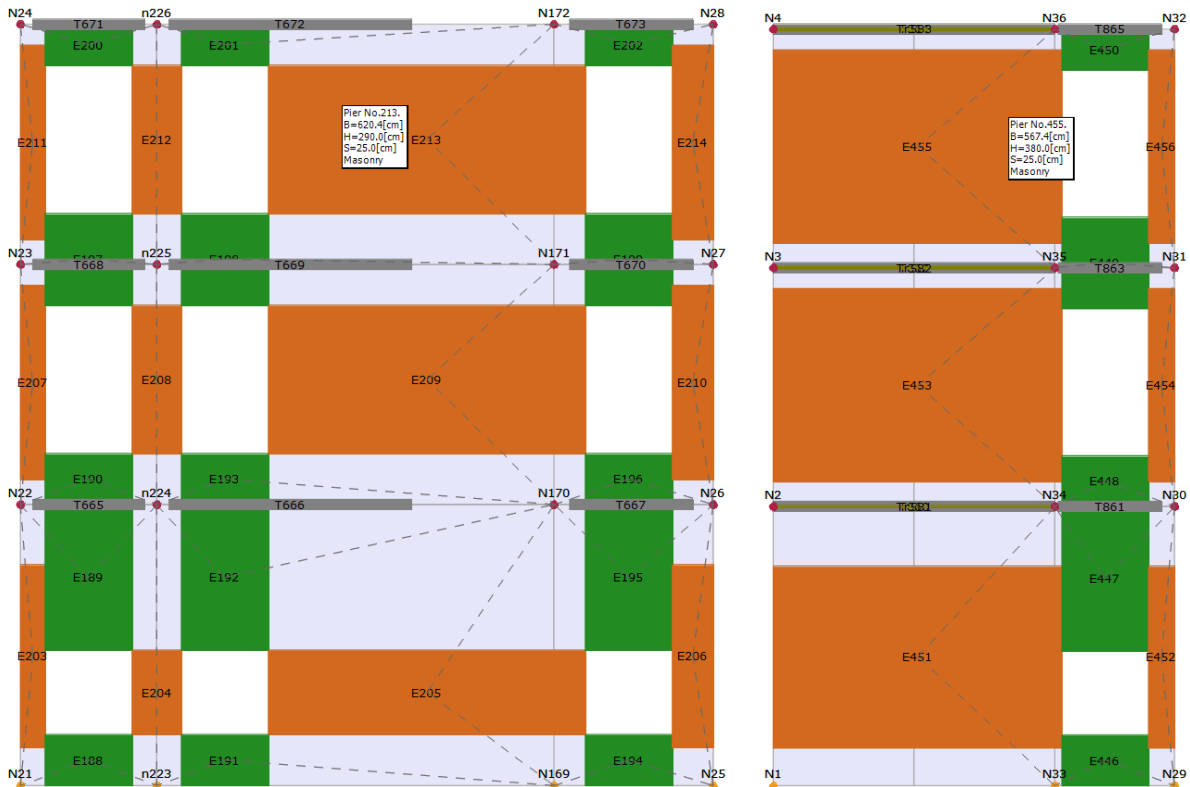 N24 n226 N172 N28 N4 N36 N32
T671 T672 T673 T865
E200 E201 E202 E450
Pier No.213.
B=620.4[cm]
H=290.0[cm]
S=25.0[cm]
Masonry
Pier No.455.
B=567.4[cm]
H=380.0[cm]
S=25.0[cm]
Masonry
E211 E212 E213 E214 E455 E456
N23 n225 N171 N27 N3 N35 N31
T668 T669 T670 T863
E207 E208 E209 E210 E453 E454
E190 E193 E196 E448
N22 n224 N170 N26 N2 N34 N30
T665 T666 T667 T861
E189 E192 E195 E447
E203 E206 E451 E452
E204 E205
E188 E191 E194 E446
N21 n223 N169 N25 N1 N33 N29